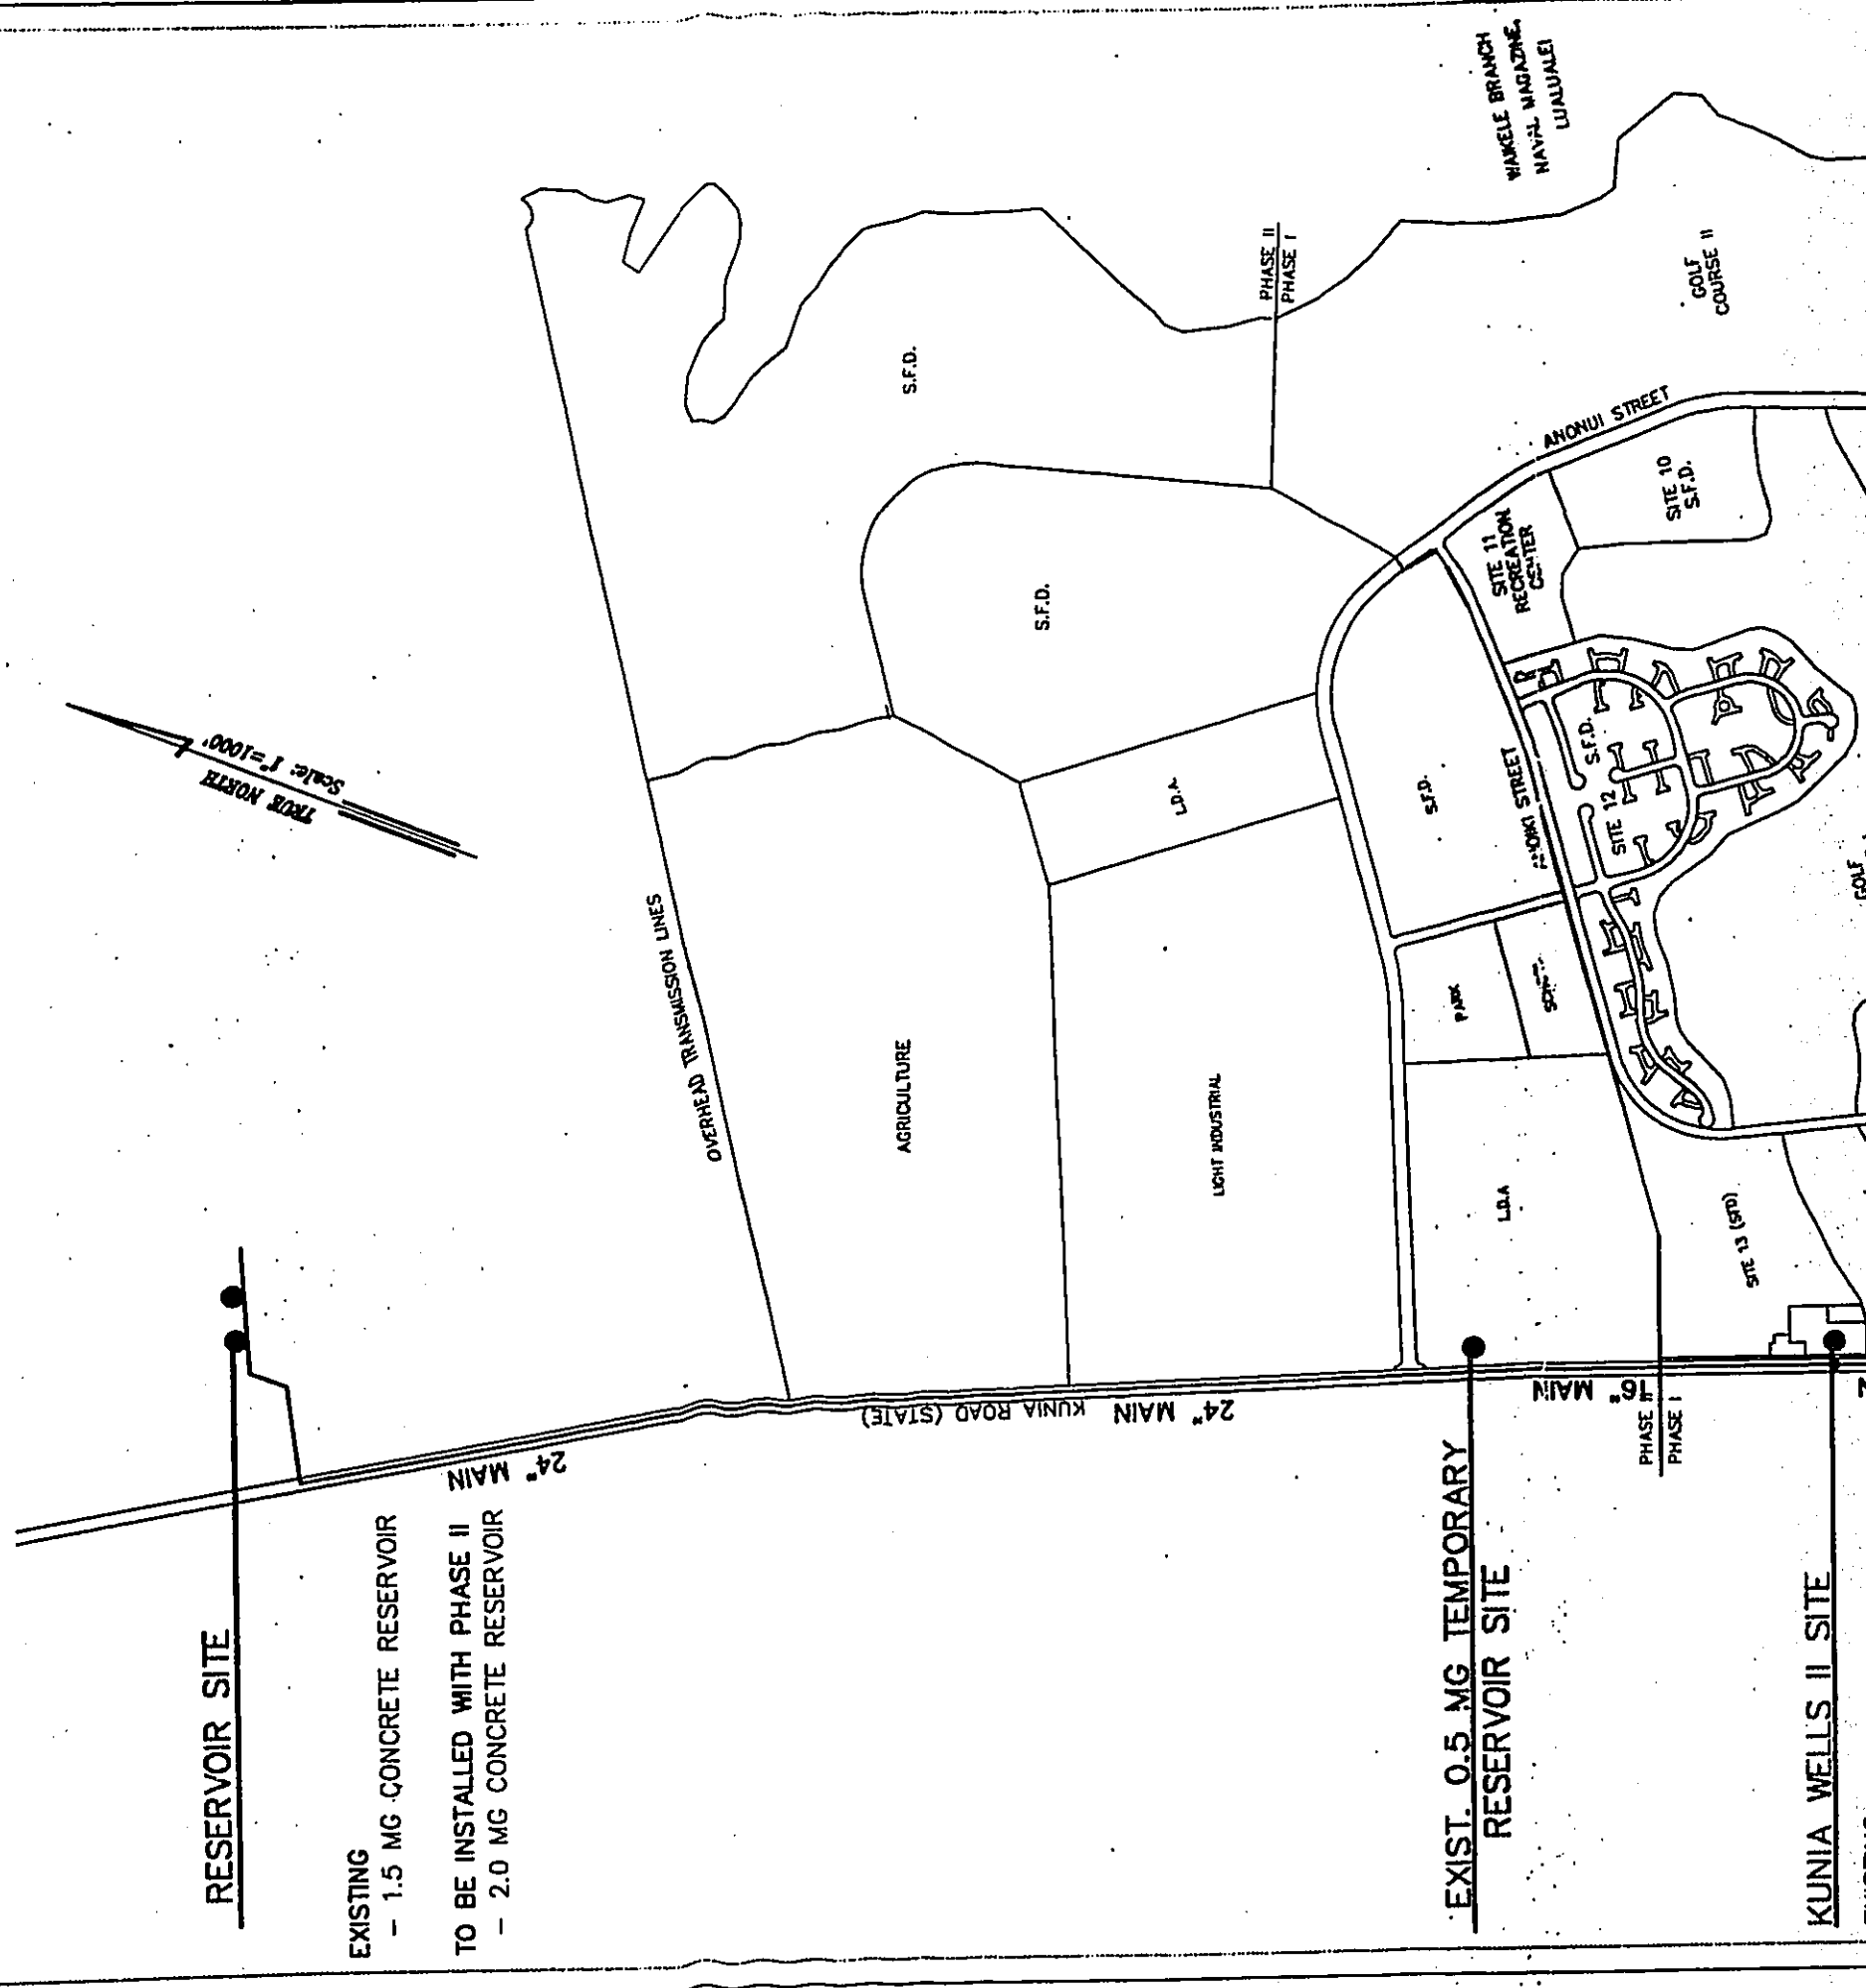 RESERVOIR SITE
EXISTING
- 1.5 MG CONCRETE RESERVOIR
TO BE INSTALLED WITH PHASE II
- 2.0 MG CONCRETE RESERVOIR
24" MAIN
TRUE NORTH
Scale: 1"=1000'
OVERHEAD TRANSMISSION LINES
KUNIA ROAD (STATE)
24" MAIN
AGRICULTURE
S.F.D.
S.F.D.
L.D.A
LIGHT INDUSTRIAL
PHASE II
PHASE I
WAIKELE BRANCH
NAVAL MAGAZINE,
LUALUALEI
GOLF
COURSE II
ANONUI STREET
SITE 10
S.F.D.
SITE 11
RECREATION
CENTER
S.F.D.
STREET
S.F.D.
SITE 12
PARK
L.D.A
SITE 13 (SFD)
GOLF
EXIST. 0.5 MG TEMPORARY
RESERVOIR SITE
16" MAIN
PHASE II
PHASE I
KUNIA WELLS II SITE